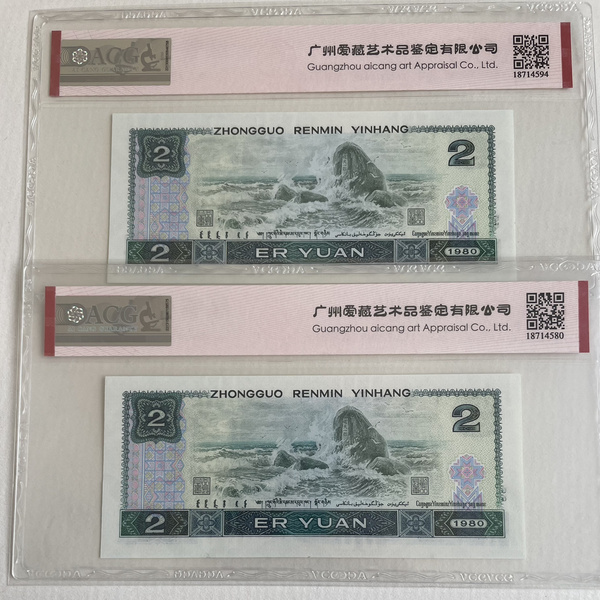 ACG
广州爱藏艺术品鉴定有限公司
Guangzhou aicang art Appraisal Co., Ltd.
18714594
ZHONGGUO RENMIN YINHANG
2
2
2
ER YUAN
1980
ACG
广州爱藏艺术品鉴定有限公司
Guangzhou aicang art Appraisal Co., Ltd.
18714580
ZHONGGUO RENMIN YINHANG
2
2
2
ER YUAN
1980